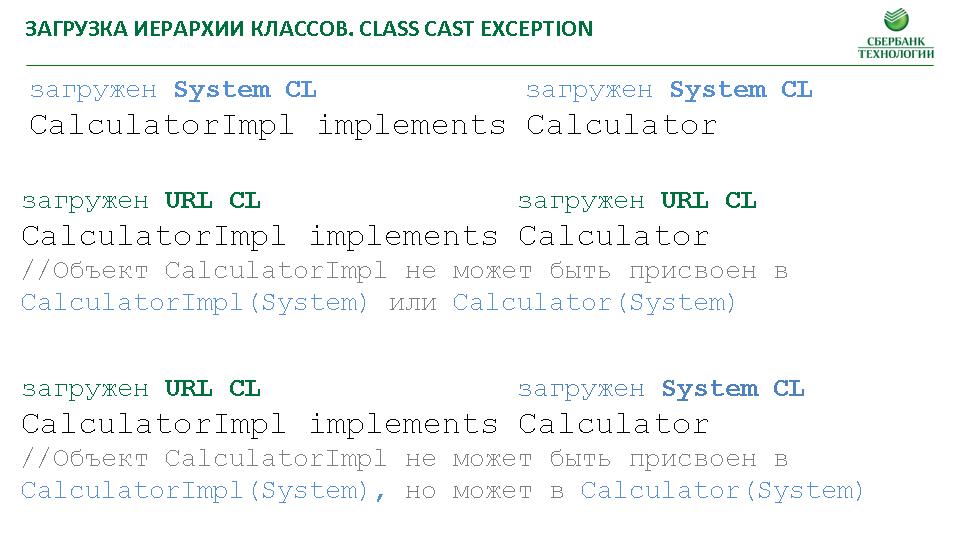 ЗАГРУЗКА ИЕРАРХИИ КЛАССОВ. CLASS CAST EXCEPTION
СБЕРБАНК
ТЕХНОЛОГИИ
загружен System CL загружен System CL
CalculatorImpl implements Calculator
загружен URL CL загружен URL CL
CalculatorImpl implements Calculator
//Объект CalculatorImpl не может быть присвоен в
CalculatorImpl(System) или Calculator(System)
загружен URL CL загружен System CL
CalculatorImpl implements Calculator
//Объект CalculatorImpl не может быть присвоен в
CalculatorImpl(System), но может в Calculator(System)